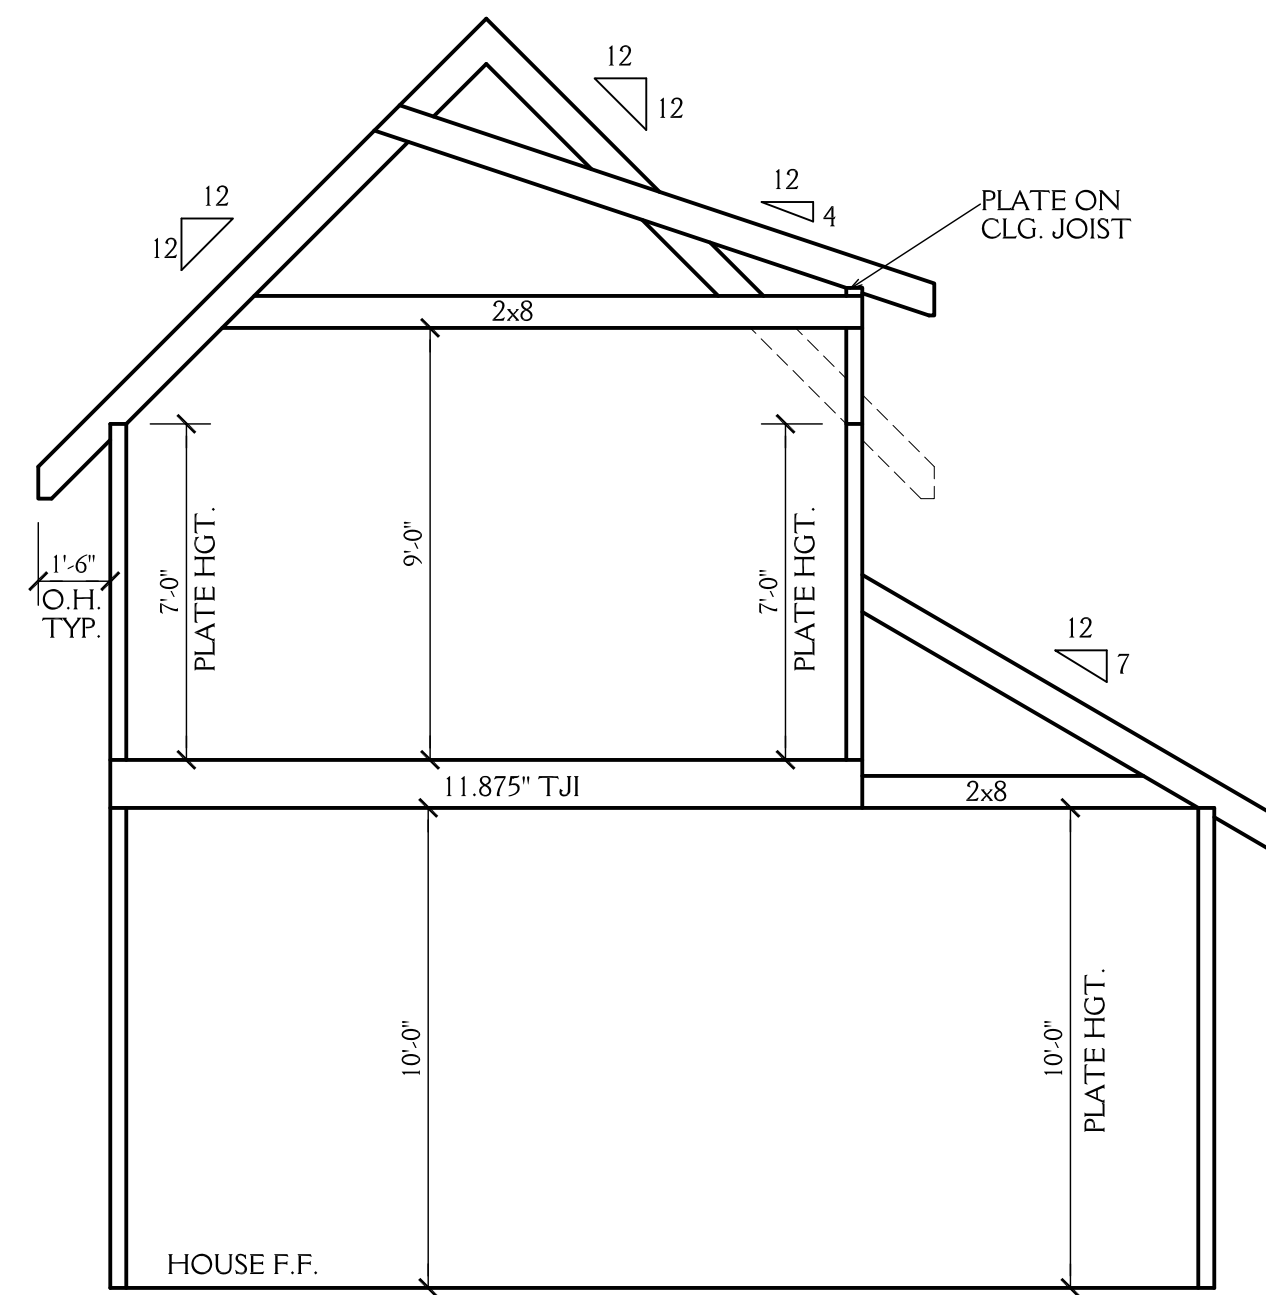 12
12
12
12
12
4
PLATE ON
CLG. JOIST
2x8
1'-6"
O.H.
TYP.
7'-0"
PLATE HGT.
9'-0"
7'-0"
PLATE HGT.
12
7
11.875" TJI
2x8
10'-0"
10'-0"
PLATE HGT.
HOUSE F.F.